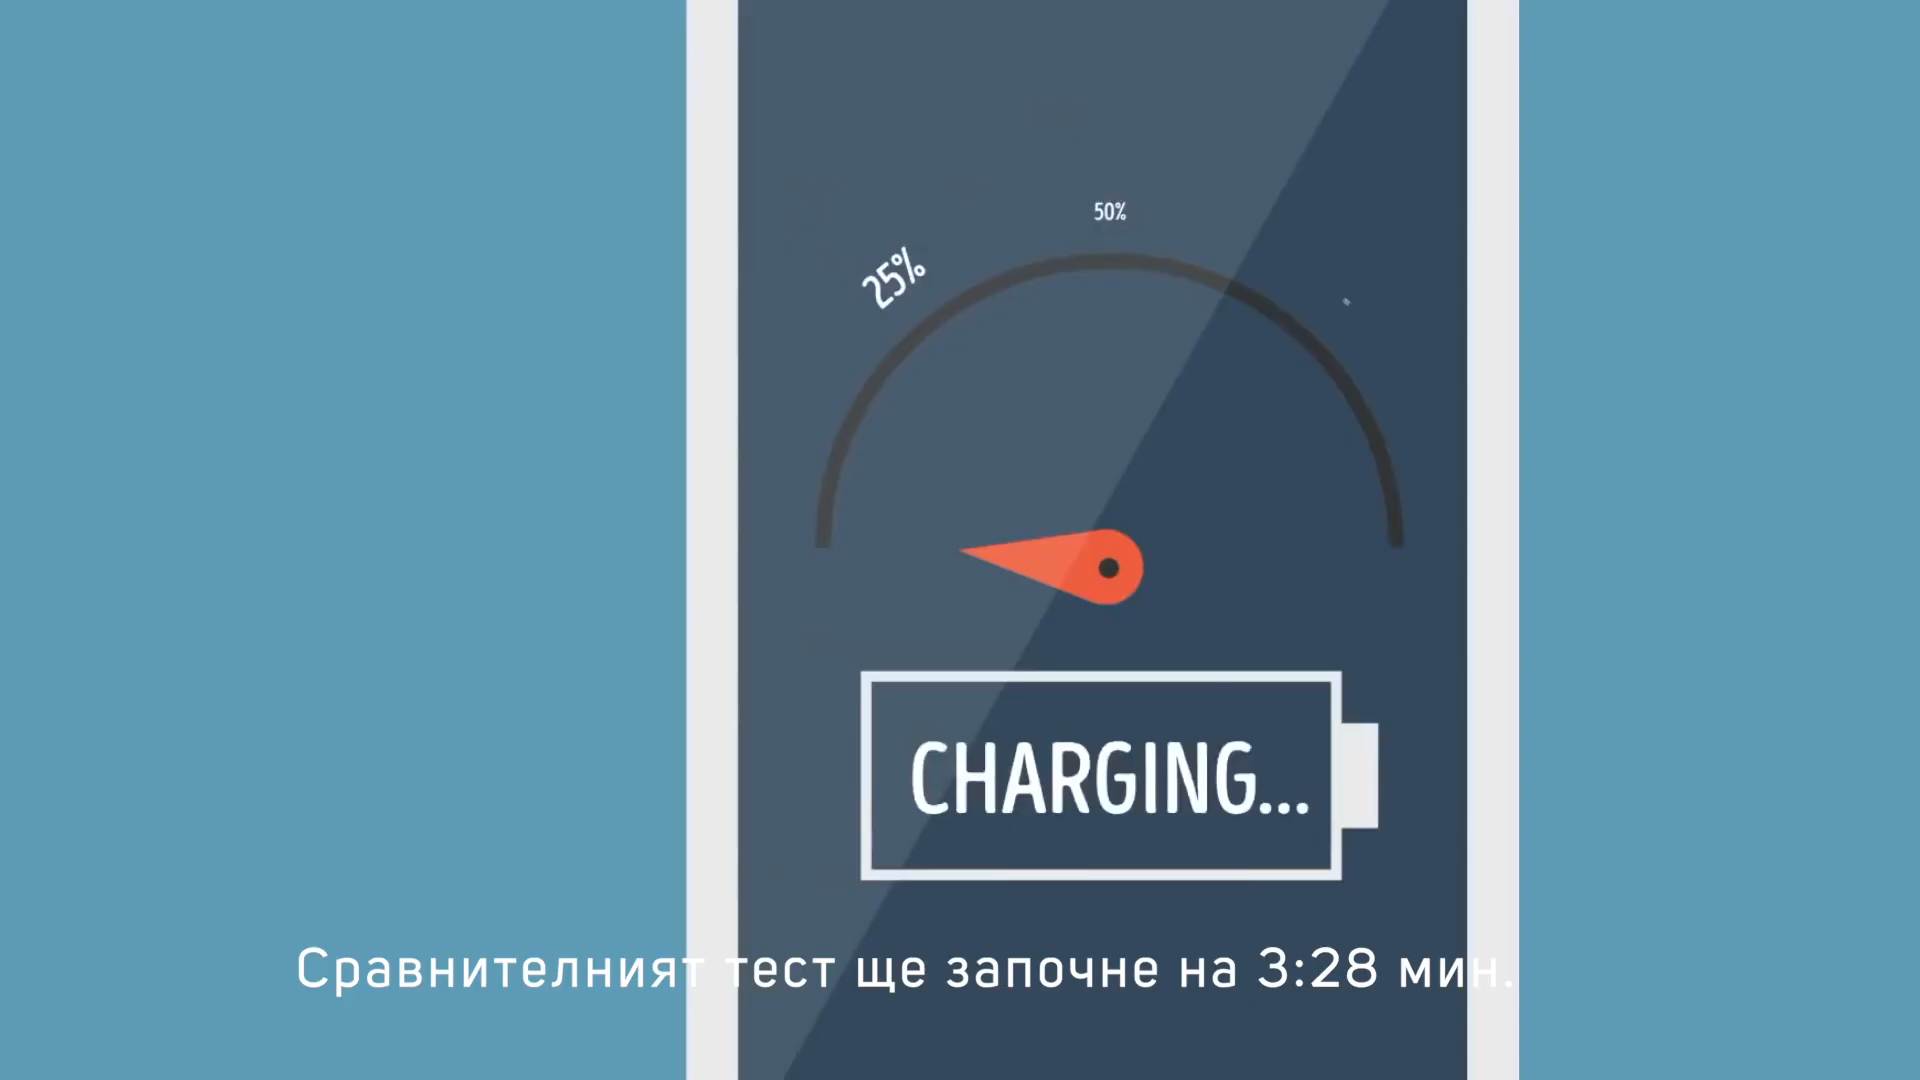 50%
25%
CHARGING...
Сравнителният тест ще започне на 3:28 мин.